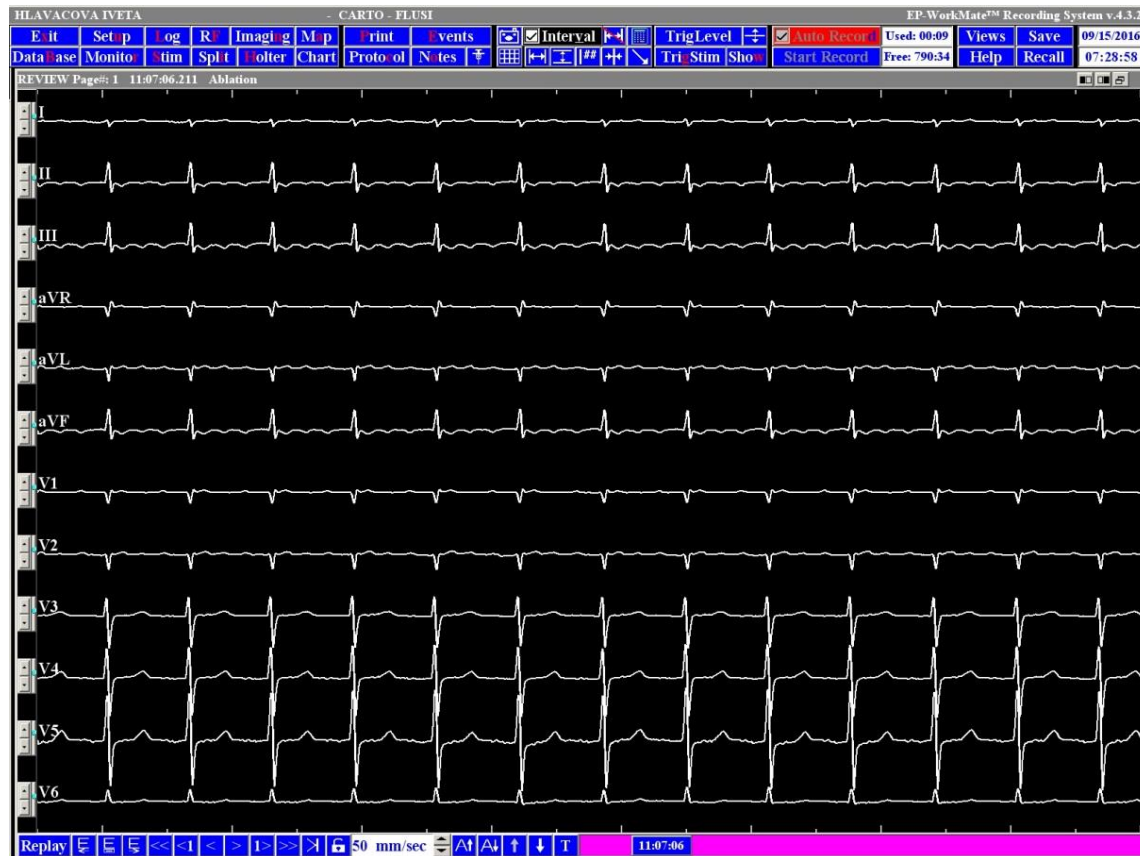 HLAVACOVA IVETA - CARTO - FLUSI EP-WorkMate™ Recording System v.4.3.2
Exit Setup Log RF Imaging Map Print Events Interval TrigLevel Auto Record Used: 00:09 Views Save 09/15/2016
DataBase Monitor Stim Split Holter Chart Protocol Notes ## TrigStim Show Start Record Free: 790:34 Help Recall 07:28:58
REVIEW Page#: 1 11:07:06.211 Ablation
I
II
III
aVR
aVL
aVF
V1
V2
V3
V4
V5
V6
Replay << <1 < > 1> >> 50 mm/sec A A T 11:07:06